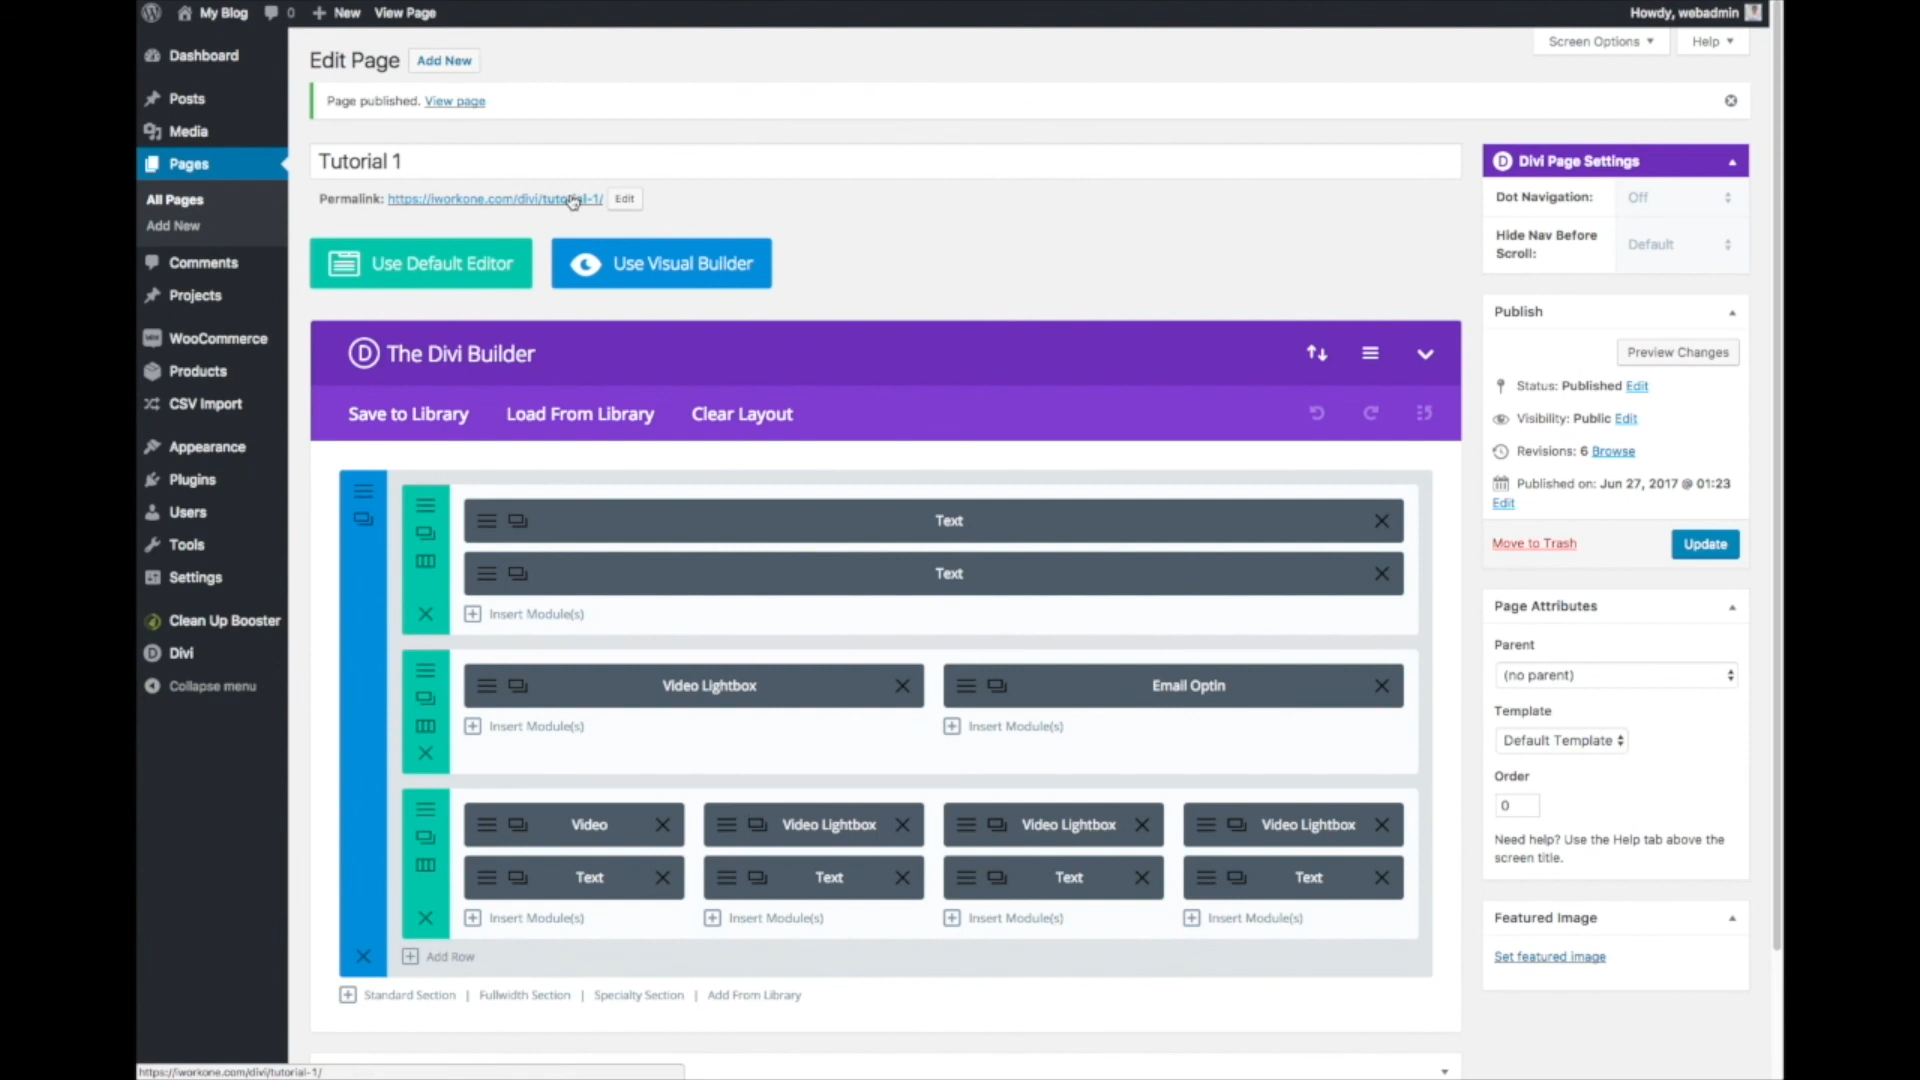 My Blog 0 New View Page Howdy, webadmin
Screen Options Help
Edit Page Add New
Page published. View page
Dashboard
Posts
Media
Pages
All Pages
Add New
Comments
Projects
WooCommerce
Products
CSV Import
Appearance
Plugins
Users
Tools
Settings
Clean Up Booster
Divi
Collapse menu
Tutorial 1
Permalink: https://iworkone.com/divi/tutorial-1/ Edit
Use Default Editor Use Visual Builder
The Divi Builder
Save to Library Load From Library Clear Layout
Text
Text
Insert Module(s)
Video Lightbox Email Optin
Insert Module(s) Insert Module(s)
Video Video Lightbox Video Lightbox Video Lightbox
Text Text Text Text
Insert Module(s) Insert Module(s) Insert Module(s) Insert Module(s)
Add Row
Standard Section | Fullwidth Section | Specialty Section | Add From Library
Divi Page Settings
Dot Navigation: Off
Hide Nav Before Scroll: Default
Publish
Preview Changes
Status: Published Edit
Visibility: Public Edit
Revisions: 6 Browse
Published on: Jun 27, 2017 @ 01:23
Edit
Move to Trash Update
Page Attributes
Parent
(no parent)
Template
Default Template
Order
0
Need help? Use the Help tab above the
screen title.
Featured Image
Set featured image
https://iworkone.com/divi/tutorial-1/